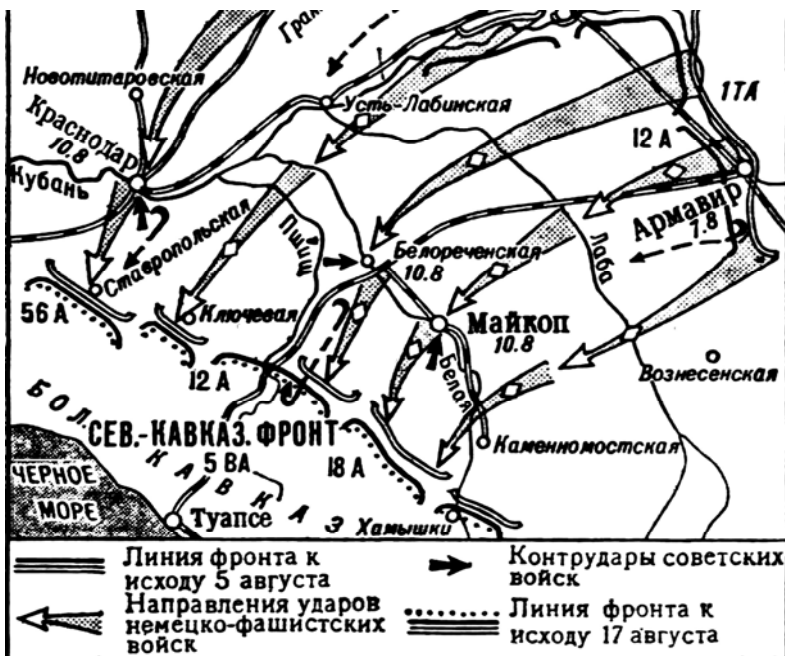 Гра
Новотитаровская
Краснодар
10.8
Кубань
Усть-Лабинская
1ТА
12 А
Армавир
7.8
Ставропольская
Пшиш
Белореченская
10.8
Лаба
56 А
Ключевая
Майкоп
10.8
Белая
Вознесенская
12 А
БОЛ. КАВКАЗ
СЕВ.-КАВКАЗ. ФРОНТ
5 ВА
18 А
Каменномостская
ЧЕРНОЕ
МОРЕ
Туапсе
Хамышки
Линия фронта к
исходу 5 августа
Направления ударов
немецко-фашистских
войск
Контрудары советских
войск
Линия фронта к
исходу 17 августа